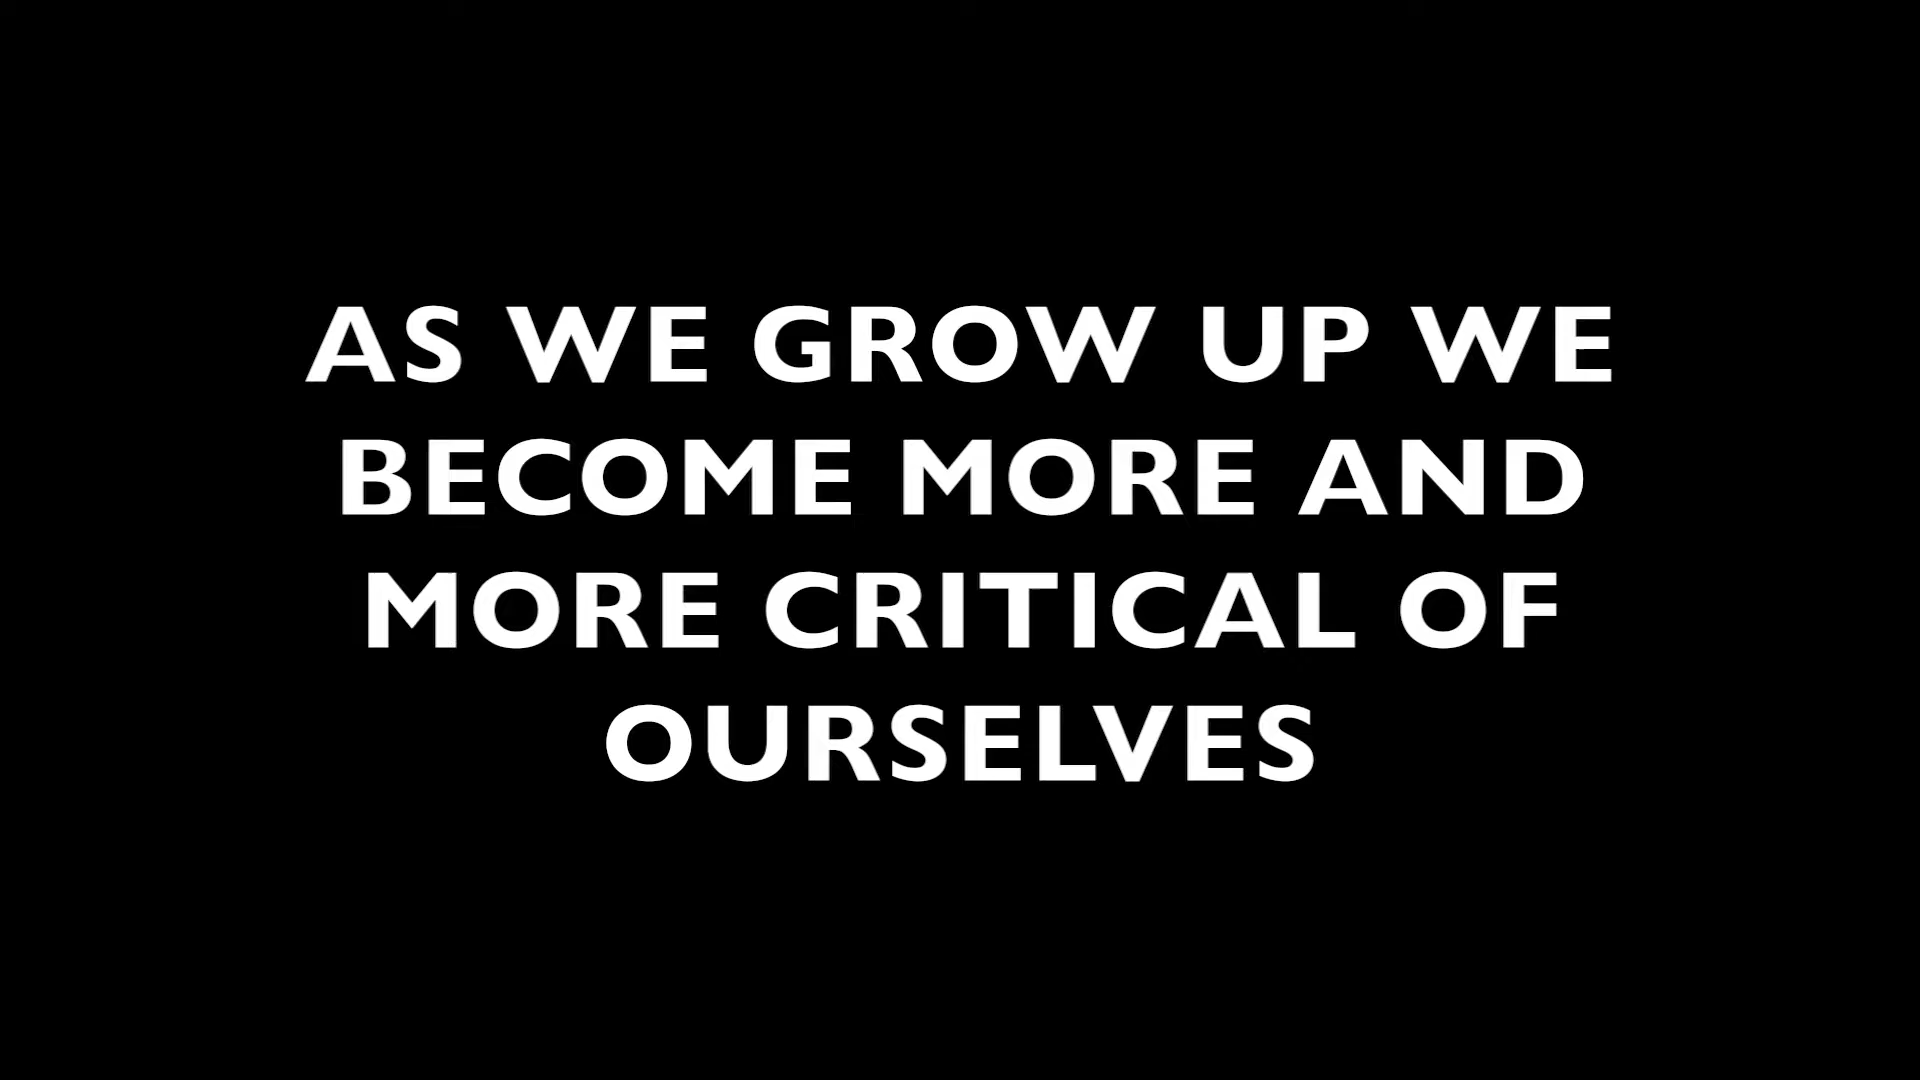 AS WE GROW UP WE
BECOME MORE AND
MORE CRITICAL OF
OURSELVES